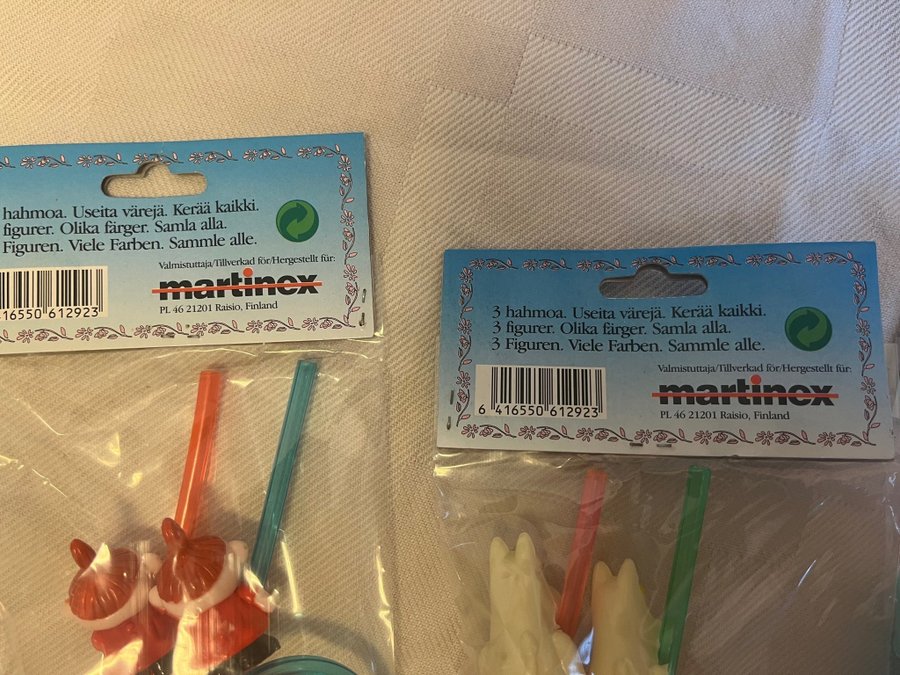 hahmoa. Useita värejä. Kerää kaikki.
figurer. Olika färger. Samla alla.
Figuren. Viele Farben. Sammle alle.
Valmistuttaja/Tillverkad för/Hergestellt für:
martinex
PL 46 21201 Raisio, Finland
416550 612923
3 hahmoa. Useita värejä. Kerää kaikki.
3 figurer. Olika färger. Samla alla.
3 Figuren. Viele Farben. Sammle alle.
Valmistuttaja/Tillverkad för/Hergestellt für:
martinex
PL 46 21201 Raisio, Finland
6 416550 612923